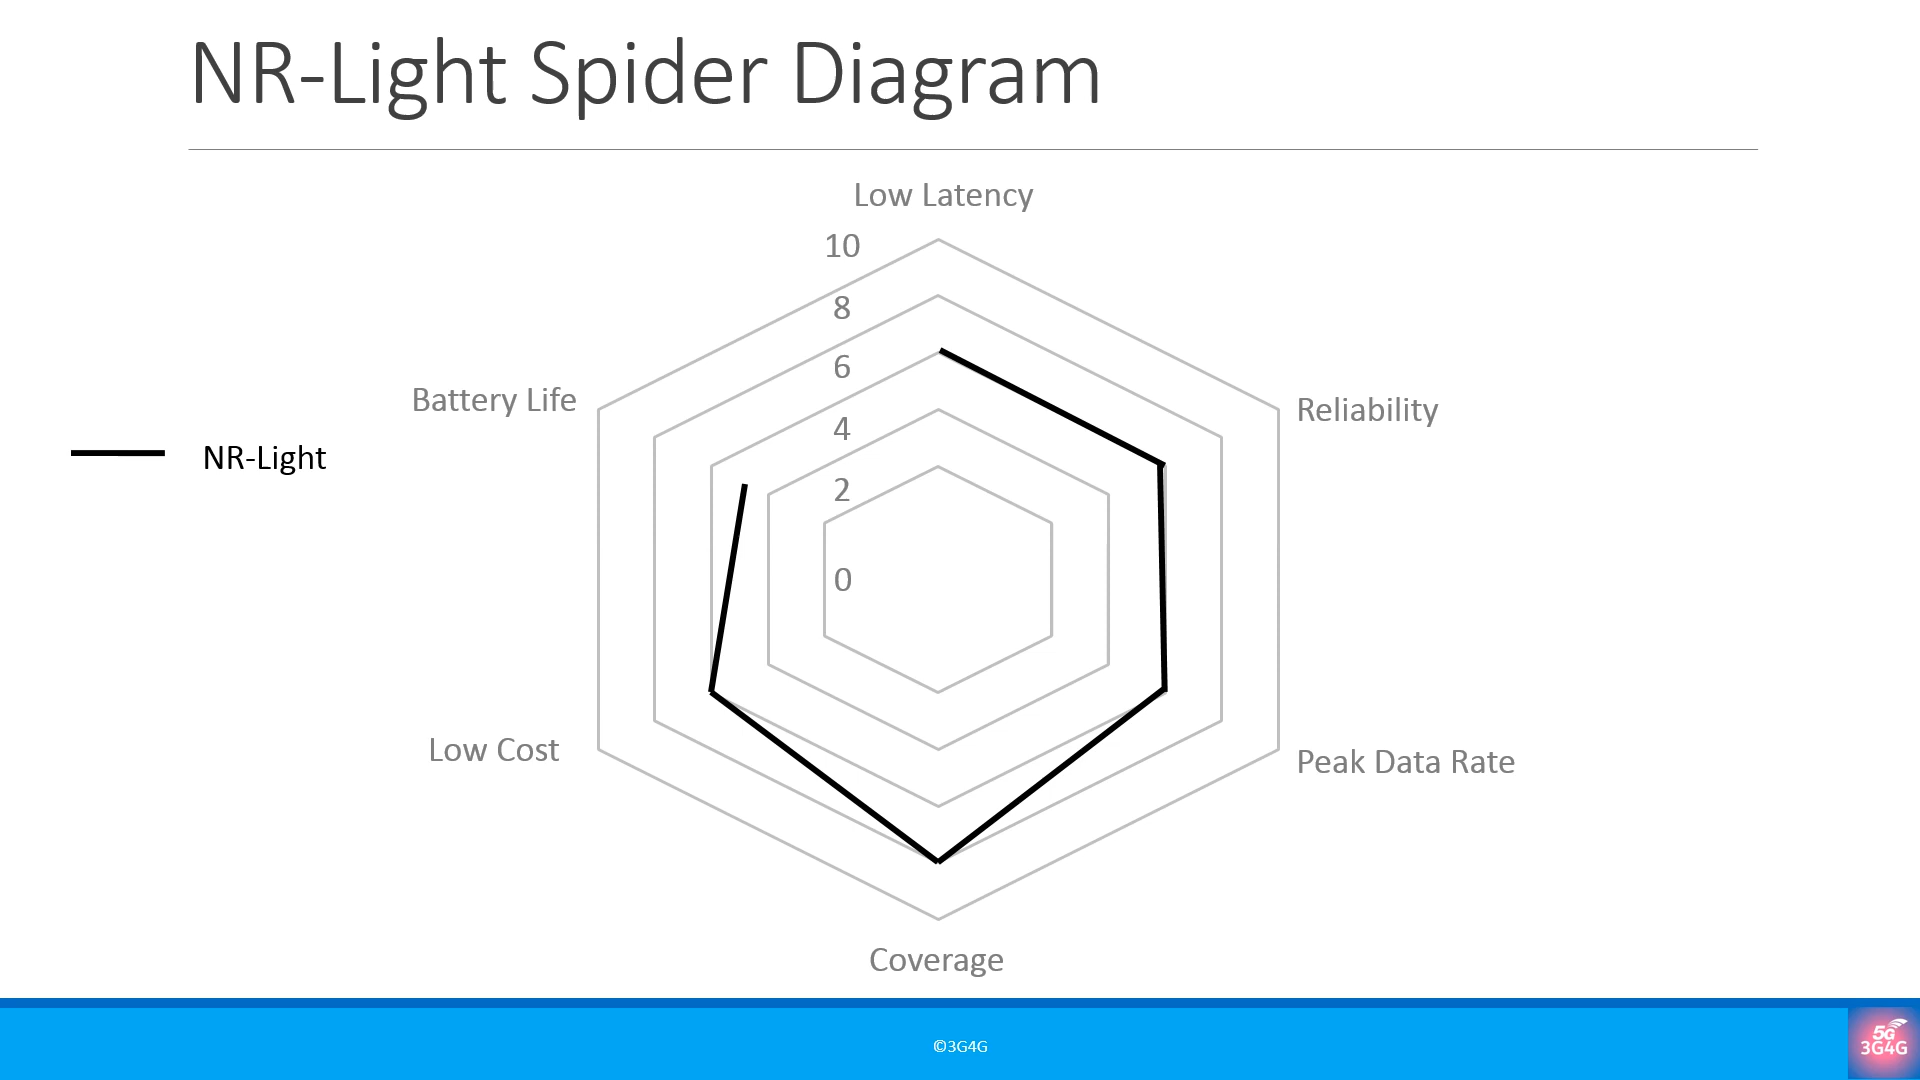 NR-Light Spider Diagram
Low Latency
10
8
6
4
2
0
Battery Life
Reliability
NR-Light
Low Cost
Peak Data Rate
Coverage
©3G4G
5G
3G4G